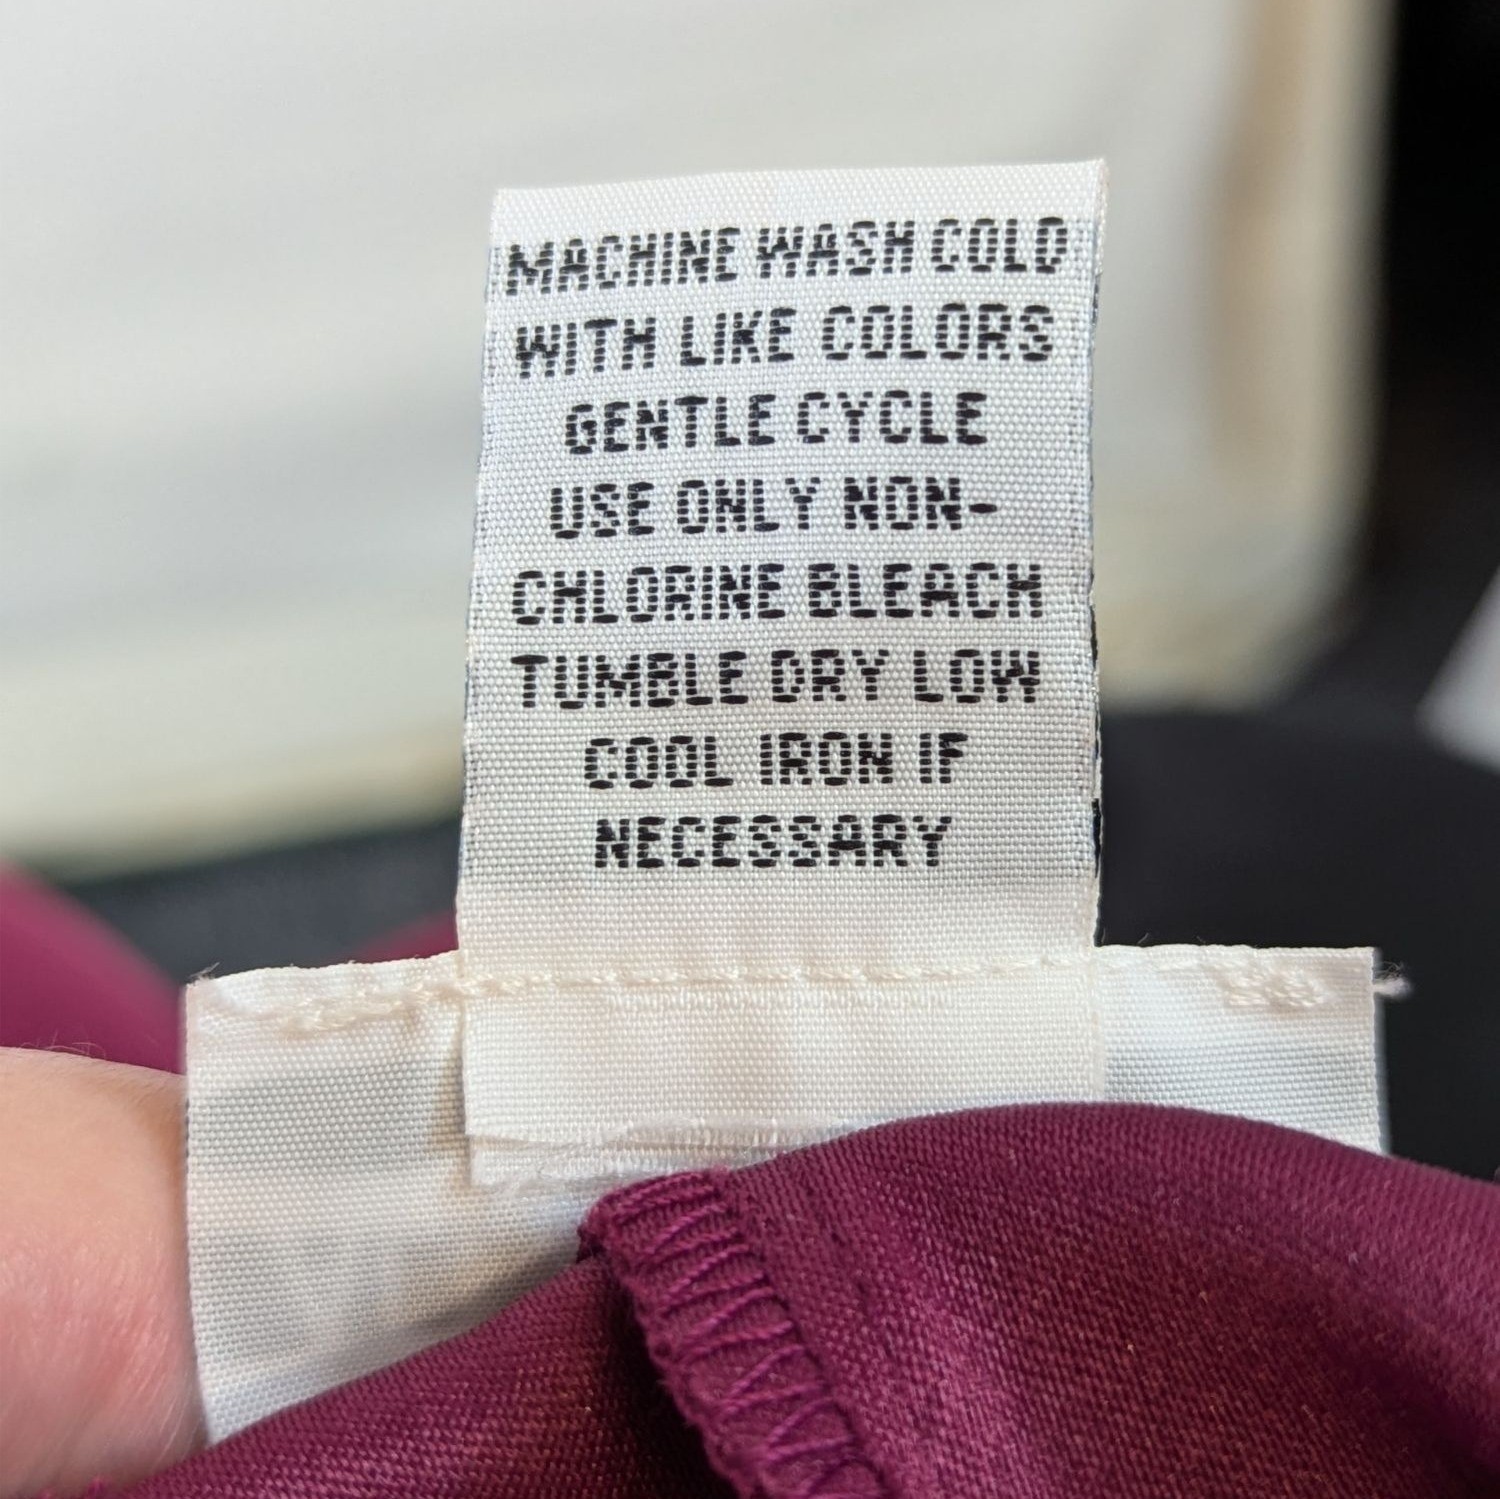 MACHINE WASH COLD
WITH LIKE COLORS
GENTLE CYCLE
USE ONLY NON-
CHLORINE BLEACH
TUMBLE DRY LOW
COOL IRON IF
NECESSARY